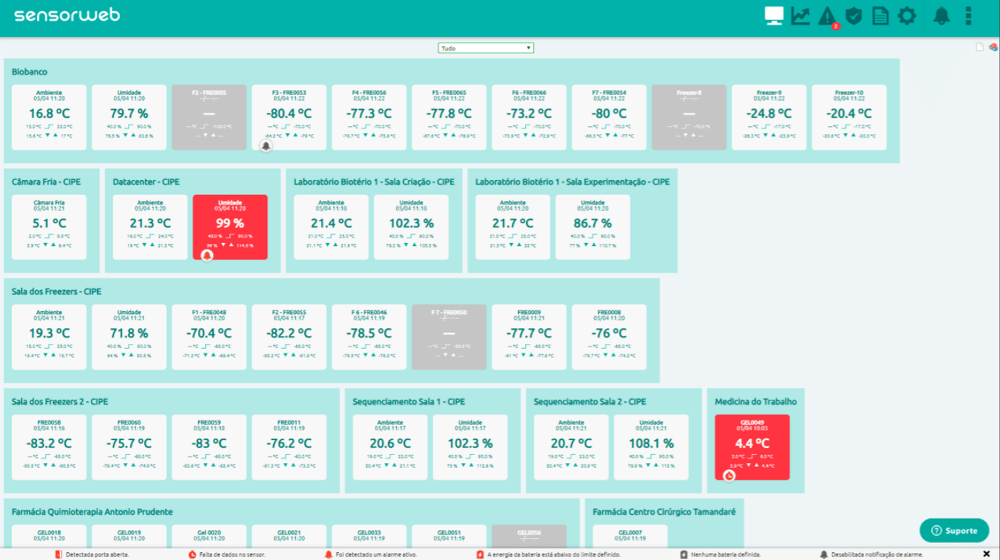 sensorweb
2
Tudo
Biobanco
Ambiente Umidade F2 - FRE0005 F3 - FRE0053 F4 - FRE0056 F5 - FRE0065 F6 - FRE0066 F7 - FRE0054 Freezer-8 Freezer-9 Freezer-10
05/04 11:20 05/04 11:20 --/-- --:-- 05/04 11:22 05/04 11:22 05/04 11:22 05/04 11:22 05/04 11:22 --/-- --:-- 05/04 11:22 05/04 11:22
16.8 ºC 79.7 % — -80.4 ºC -77.3 ºC -77.8 ºC -73.2 ºC -80 ºC — -24.8 ºC -20.4 ºC
13.0 ºC 22.0 ºC 40.0 % 90.0 % -- ºC -120.0 ºC -- ºC -70.0 ºC -- ºC -70.0 ºC -- ºC -70.0 ºC -- ºC -70.0 ºC -- ºC -70.0 ºC -- ºC -70.0 ºC -- ºC -17.0 ºC -- ºC -17.0 ºC
15.6 ºC 17 ºC 76.5 % 83.6 % -- -- -84.2 ºC -79 ºC -78.7 ºC -75.8 ºC -87.6 ºC -76.9 ºC -73.9 ºC -72.9 ºC -86.3 ºC -77 ºC -- -- -26.3 ºC -23.9 ºC -20.6 ºC -20.3 ºC
Câmara Fria - CIPE Datacenter - CIPE Laboratório Biotério 1 - Sala Criação - CIPE Laboratório Biotério 1 - Sala Experimentação - CIPE
Câmara Fria Ambiente Umidade Ambiente Umidade Ambiente Umidade
05/04 11:21 05/04 11:20 05/04 11:20 05/04 11:18 05/04 11:18 05/04 11:20 05/04 11:20
5.1 ºC 21.3 ºC 99 % 21.4 ºC 102.3 % 21.7 ºC 86.7 %
2.0 ºC 8.5 ºC 16.0 ºC 24.0 ºC 40.0 % 90.0 % 21.0 ºC 25.0 ºC 40.0 % 90.0 % 21.0 ºC 25.0 ºC 40.0 % 90.0 %
2.9 ºC 6.4 ºC 19 ºC 21.3 ºC 99 % 114.6 % 21.1 ºC 21.9 ºC 76.3 % 105.5 % 21.5 ºC 22 ºC 77 % 110.7 %
Sala dos Freezers - CIPE
Ambiente Umidade F1 - FRE0048 F2 - FRE0055 F 6 - FRE0046 F 7 - FRE0050 FRE0009 FRE0008
05/04 11:21 05/04 11:21 05/04 11:20 05/04 11:17 05/04 11:19 --/-- --:-- 05/04 11:21 05/04 11:20
19.3 ºC 71.8 % -70.4 ºC -82.2 ºC -78.5 ºC — -77.7 ºC -76 ºC
15.0 ºC 25.0 ºC 40.0 % 90.0 % -- ºC -65.0 ºC -- ºC -65.0 ºC -- ºC -65.0 ºC -- ºC -65.0 ºC -- ºC -65.0 ºC -- ºC -65.0 ºC
18.4 ºC 19.7 ºC 64 % 93.8 % -71.2 ºC -69.4 ºC -85.2 ºC -81.9 ºC -78.5 ºC -78.2 ºC -- -- -81 ºC -77.6 ºC -78.7 ºC -74.2 ºC
Sala dos Freezers 2 - CIPE Sequenciamento Sala 1 - CIPE Sequenciamento Sala 2 - CIPE Medicina do Trabalho
FRE0058 FRE0060 FRE0059 FRE0011 Ambiente Umidade Ambiente Umidade GEL0049
05/04 11:16 05/04 11:19 05/04 11:18 05/04 11:19 05/04 11:17 05/04 11:17 05/04 11:21 05/04 11:21 05/04 10:03
-83.2 ºC -75.7 ºC -83 ºC -76.2 ºC 20.6 ºC 102.3 % 20.7 ºC 108.1 % 4.4 ºC
-- ºC -65.0 ºC -- ºC -65.0 ºC -- ºC -65.0 ºC -- ºC 19.0 ºC 23.0 ºC 40.0 % 90.0 % 19.0 ºC 23.0 ºC 40.0 % 90.0 % 2.0 ºC 8.0 ºC
-85.5 ºC -80.5 ºC -79.4 ºC -74.9 ºC -83.6 ºC -82.4 ºC -81.3 ºC -73.2 ºC 20.4 ºC 21.1 ºC 75 % 112.6 % 20.4 ºC 20.9 ºC 78.9 % 112 % 2.9 ºC 4.4 ºC
Farmácia Quimioterapia Antonio Prudente Farmácia Centro Cirúrgico Tamandaré
GEL0018 GEL0019 Gel 0020 GEL0021 GEL0033 GEL0051 GEL0056 GEL0007
05/04 11:20 05/04 11:20 05/04 11:20 05/04 11:20 05/04 11:19 05/04 11:19 --/-- --:-- 05/04 11:19
Suporte
Detectada porta aberta. Falta de dados no sensor. Foi detectado um alarme ativo. A energia da bateria está abaixo do limite definido. Nenhuma bateria definida. Desabilitada notificação de alarme.